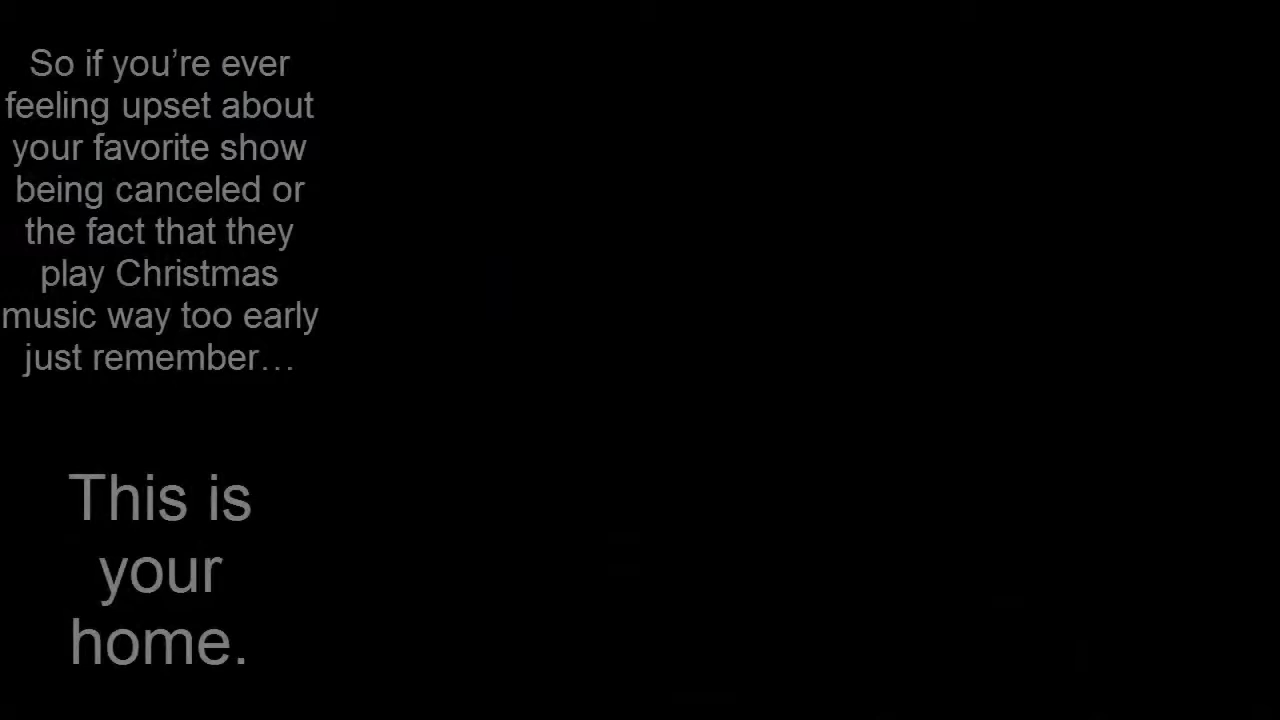 So if you’re ever
feeling upset about
your favorite show
being canceled or
the fact that they
play Christmas
music way too early
just remember…
This is
your
home.